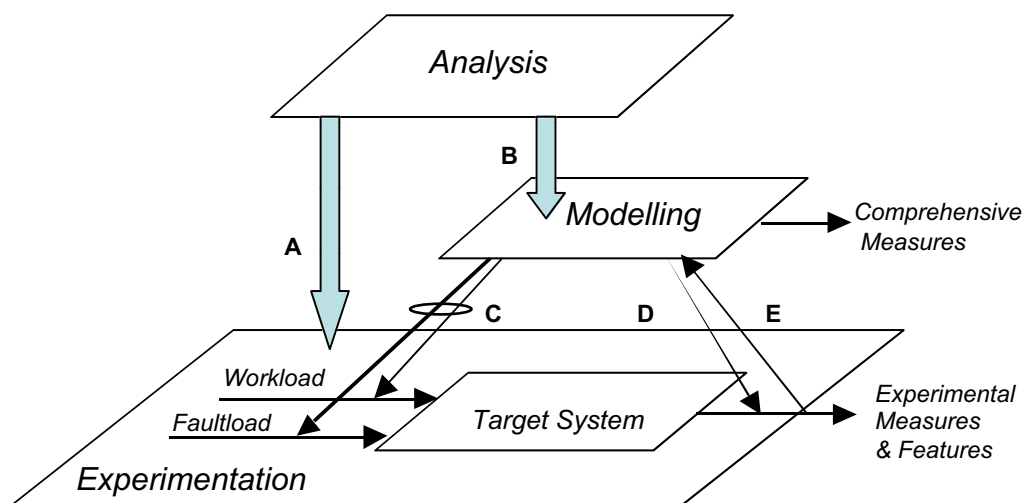 Analysis
B
Modelling
Comprehensive
Measures
A
C
D
E
Workload
Faultload
Target System
Experimental
Measures
& Features
Experimentation